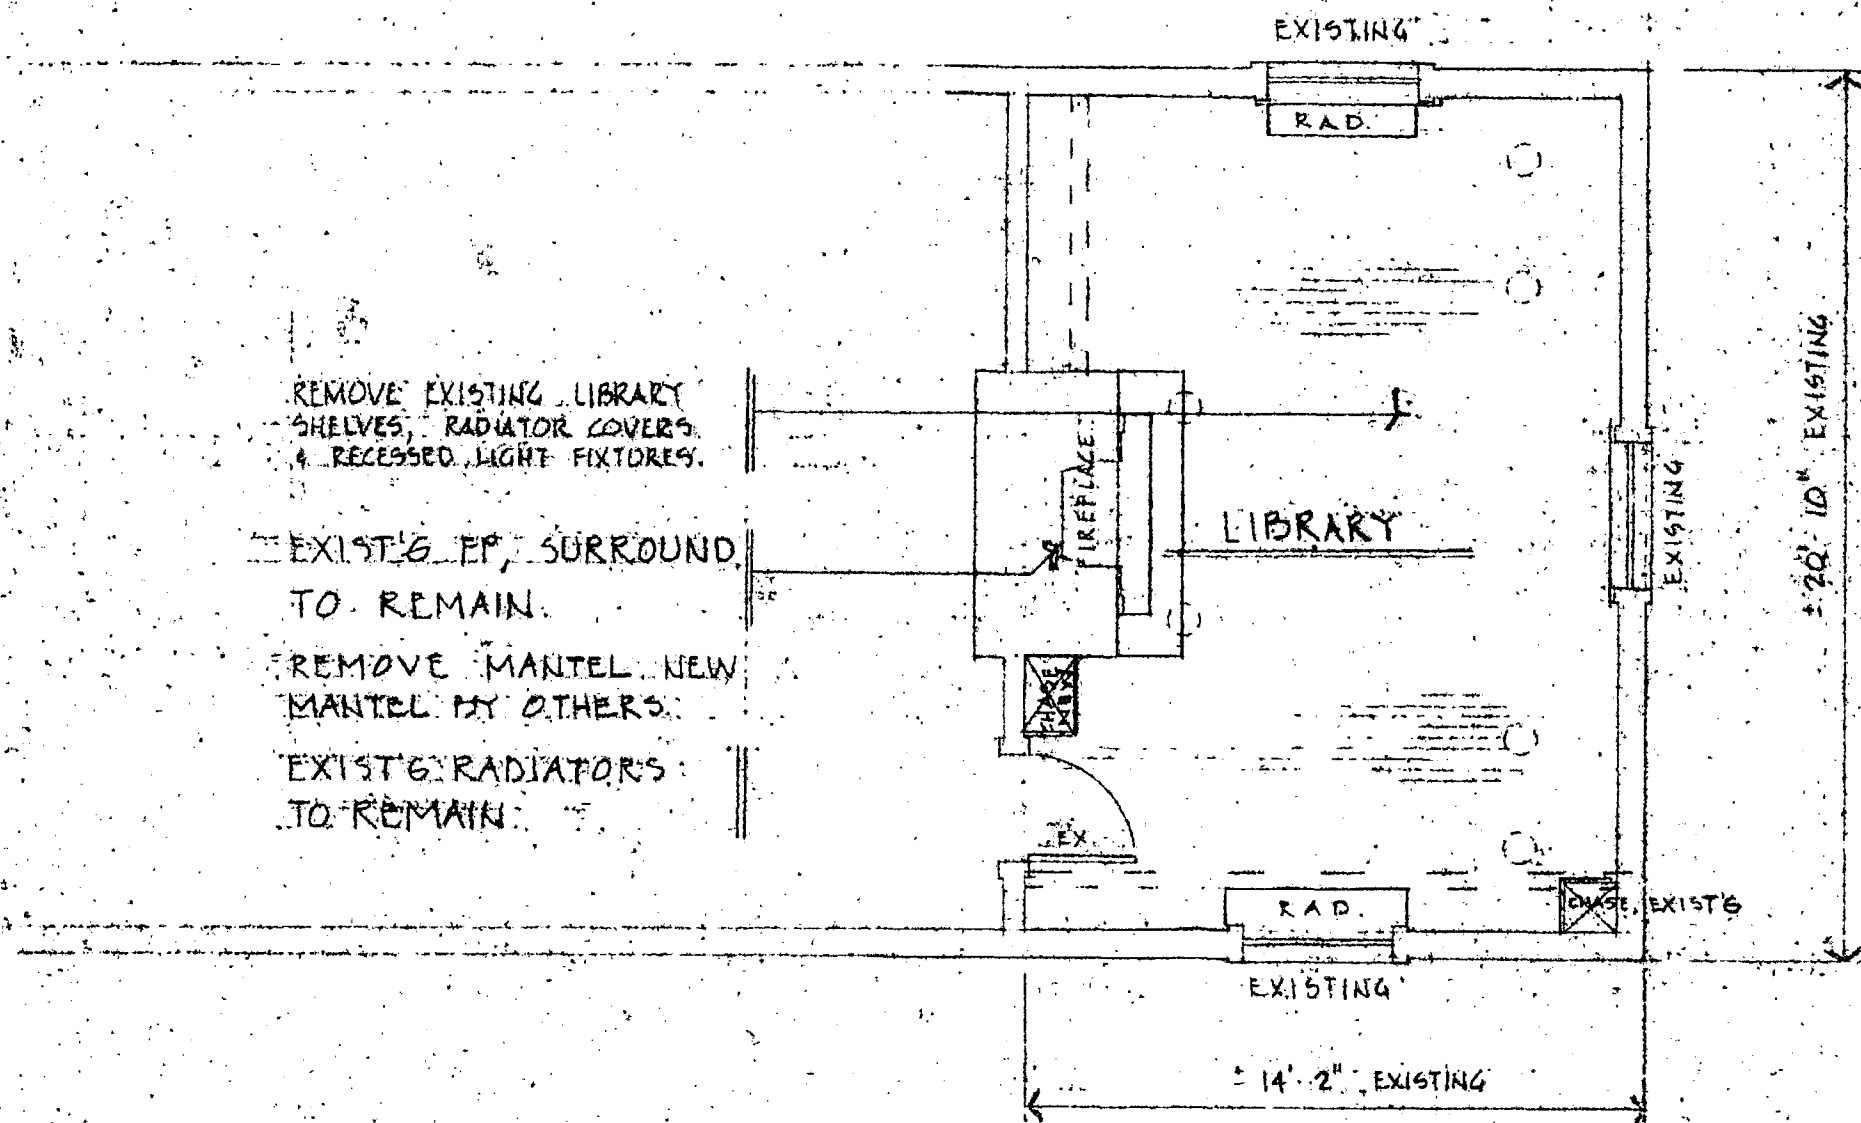 EXISTING
RAD.
REMOVE EXISTING LIBRARY
SHELVES, RADIATOR COVERS
& RECESSED LIGHT FIXTURES.
EXIST'G FP, SURROUND
TO REMAIN.
REMOVE MANTEL. NEW
MANTEL BY OTHERS.
EXIST'G RADIATORS
TO REMAIN.
FIREPLACE
LIBRARY
EXISTING
± 20'- 10" EXISTING
CHASE
EX.
RAD.
CHASE, EXIST'G
EXISTING
± 14'- 2" EXISTING